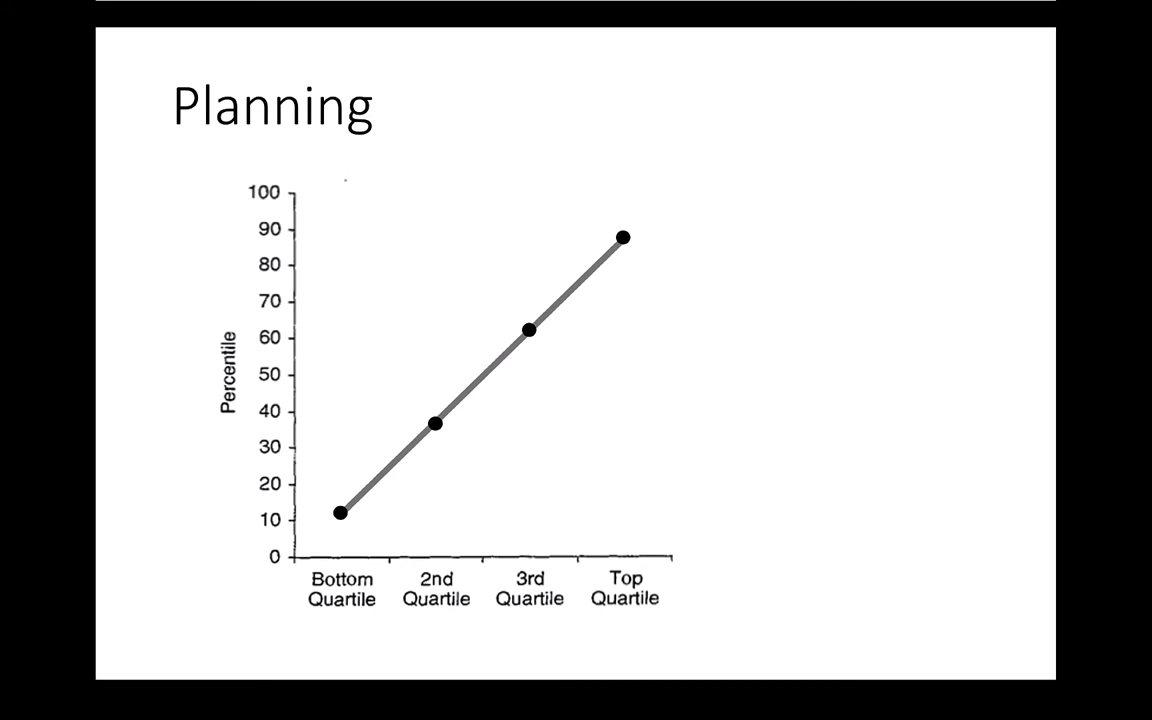 Planning
100
90
80
70
60
50
40
30
20
10
0
Percentile
Bottom
Quartile
2nd
Quartile
3rd
Quartile
Top
Quartile